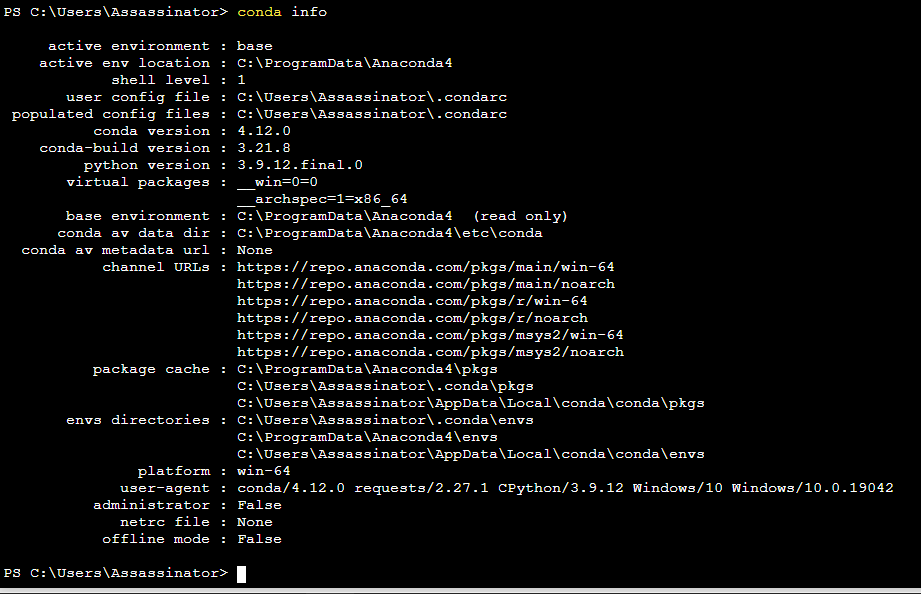 PS C:\Users\Assassinator> conda info
active environment : base
active env location : C:\ProgramData\Anaconda4
shell level : 1
user config file : C:\Users\Assassinator\.condarc
populated config files : C:\Users\Assassinator\.condarc
conda version : 4.12.0
conda-build version : 3.21.8
python version : 3.9.12.final.0
virtual packages : __win=0=0
__archspec=1=x86_64
base environment : C:\ProgramData\Anaconda4  (read only)
conda av data dir : C:\ProgramData\Anaconda4\etc\conda
conda av metadata url : None
channel URLs : https://repo.anaconda.com/pkgs/main/win-64
https://repo.anaconda.com/pkgs/main/noarch
https://repo.anaconda.com/pkgs/r/win-64
https://repo.anaconda.com/pkgs/r/noarch
https://repo.anaconda.com/pkgs/msys2/win-64
https://repo.anaconda.com/pkgs/msys2/noarch
package cache : C:\ProgramData\Anaconda4\pkgs
C:\Users\Assassinator\.conda\pkgs
C:\Users\Assassinator\AppData\Local\conda\conda\pkgs
envs directories : C:\Users\Assassinator\.conda\envs
C:\ProgramData\Anaconda4\envs
C:\Users\Assassinator\AppData\Local\conda\conda\envs
platform : win-64
user-agent : conda/4.12.0 requests/2.27.1 CPython/3.9.12 Windows/10 Windows/10.0.19042
administrator : False
netrc file : None
offline mode : False
PS C:\Users\Assassinator>